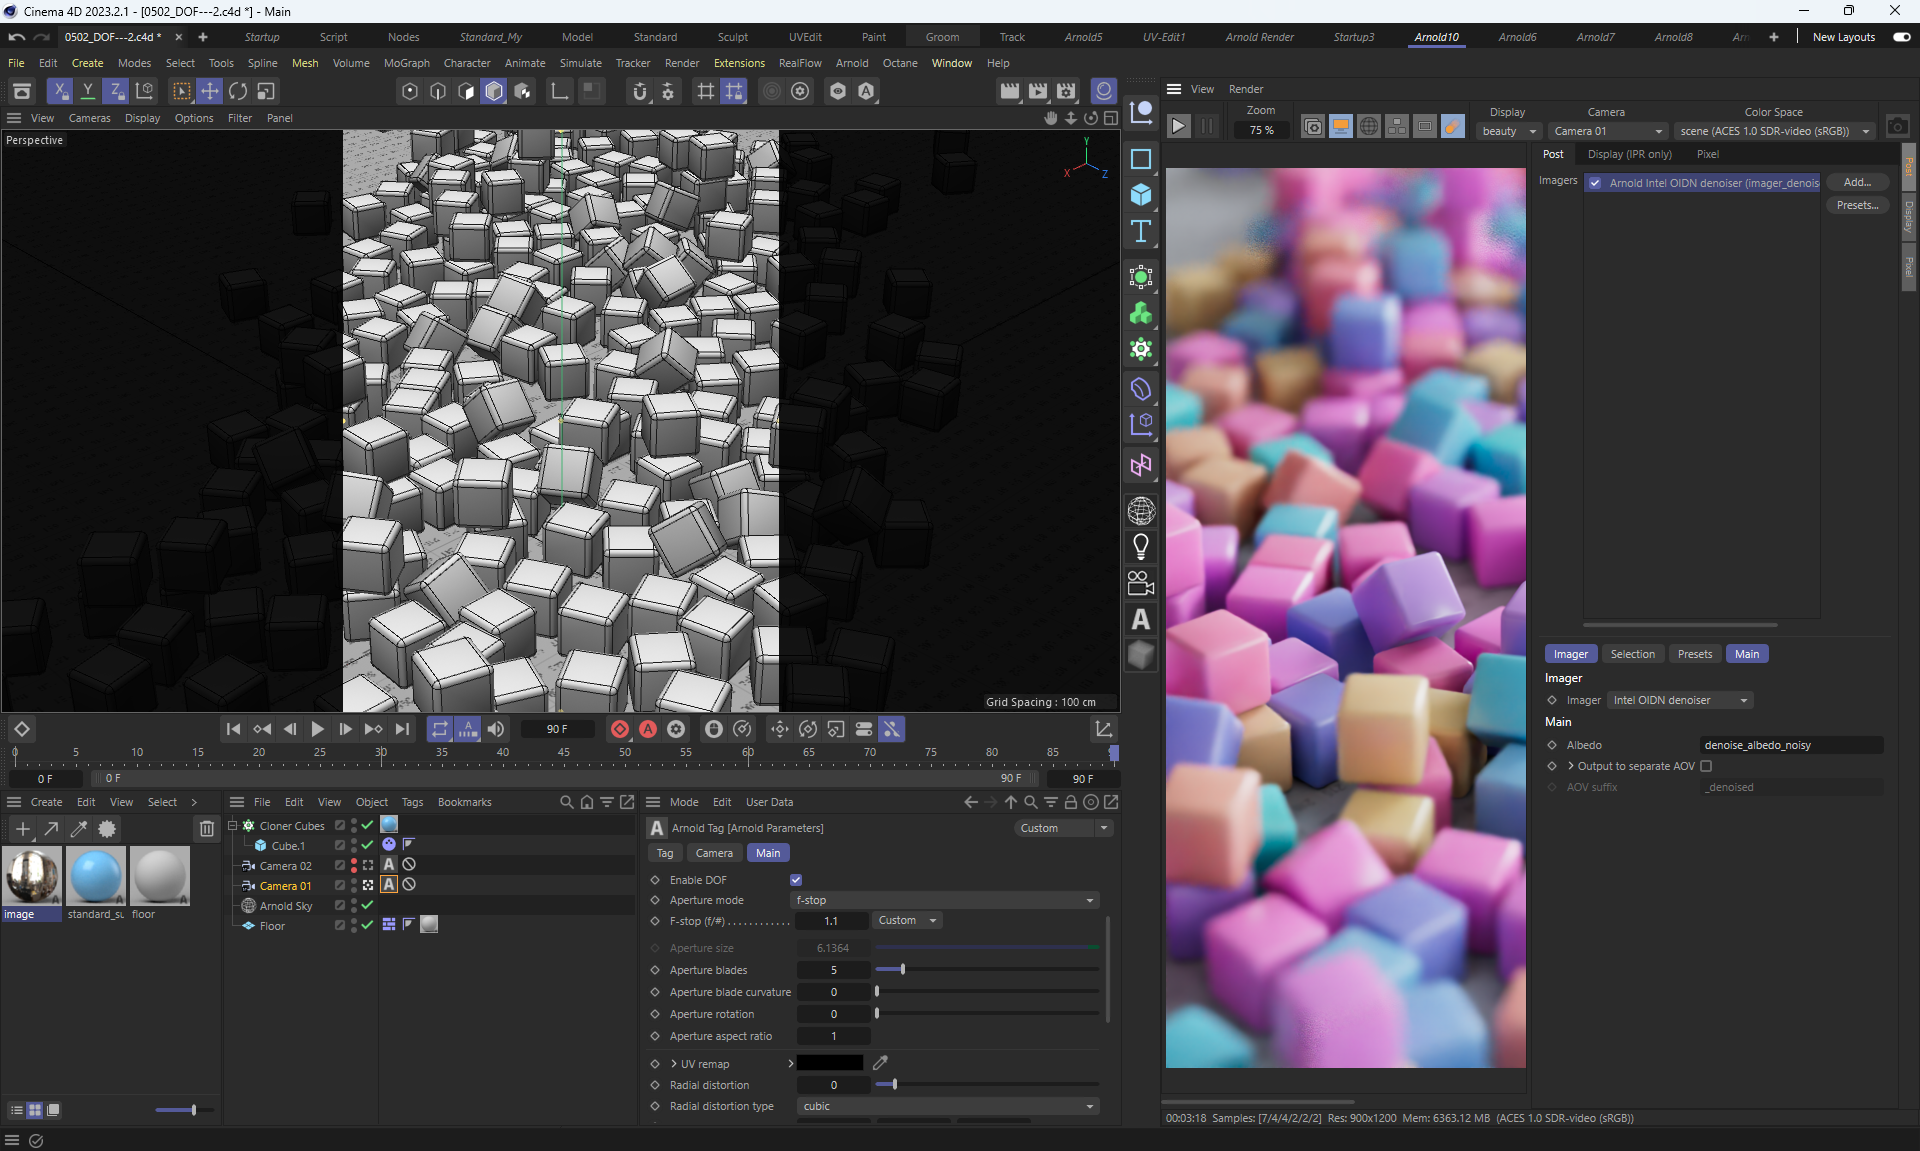 Cinema 4D 2023.2.1 - [0502_DOF---2.c4d *] - Main
0502_DOF---2.c4d * Startup Script Nodes Standard_My Model Standard Sculpt UVEdit Paint Groom Track Arnold5 UV-Edit1 Arnold Render Startup3 Arnold10 Arnold6 Arnold7 Arnold8 New Layouts
File Edit Create Modes Select Tools Spline Mesh Volume MoGraph Character Animate Simulate Tracker Render Extensions RealFlow Arnold Octane Window Help
View Cameras Display Options Filter Panel
Perspective
Y
X
Z
Grid Spacing : 100 cm
View Render
Zoom Display Camera Color Space
75 % beauty Camera 01 scene (ACES 1.0 SDR-video (sRGB))
Post Display (IPR only) Pixel
Imagers Arnold Intel OIDN denoiser (imager_denois Add...
Presets...
Post
Display
Pixel
Imager Selection Presets Main
Imager
Imager Intel OIDN denoiser
Main
Albedo denoise_albedo_noisy
Output to separate AOV
AOV suffix _denoised
90 F
0 5 10 15 20 25 30 35 40 45 50 55 60 65 70 75 80 85
0 F 0 F 90 F 90 F
Create Edit View Select
image standard_su floor
File Edit View Object Tags Bookmarks
Cloner Cubes
Cube.1
Camera 02
Camera 01
Arnold Sky
Floor
Mode Edit User Data
Arnold Tag [Arnold Parameters] Custom
Tag Camera Main
Enable DOF
Aperture mode f-stop
F-stop (f/#) . . . . . . . . . . . . 1.1 Custom
Aperture size 6.1364
Aperture blades 5
Aperture blade curvature 0
Aperture rotation 0
Aperture aspect ratio 1
UV remap
Radial distortion 0
Radial distortion type cubic
00:03:18 Samples: [7/4/4/2/2/2] Res: 900x1200 Mem: 6363.12 MB (ACES 1.0 SDR-video (sRGB))